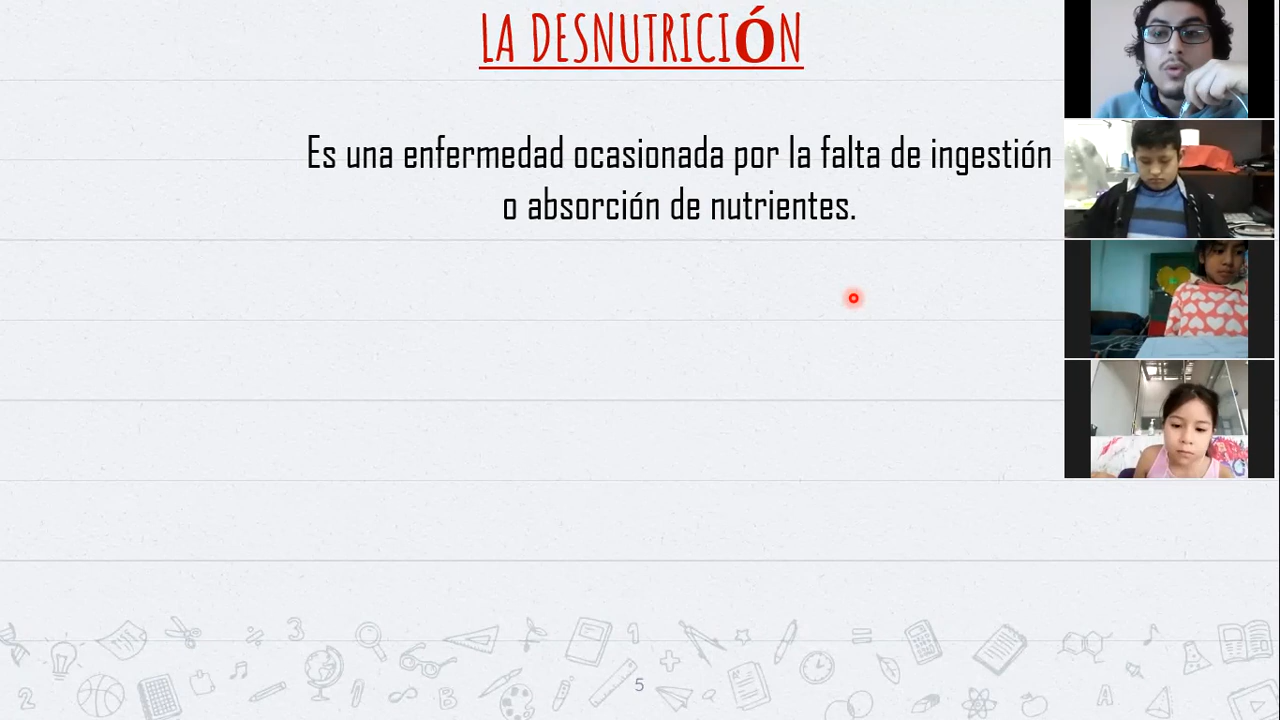 LA DESNUTRICIÓN
Es una enfermedad ocasionada por la falta de ingestión
o absorción de nutrientes.
5